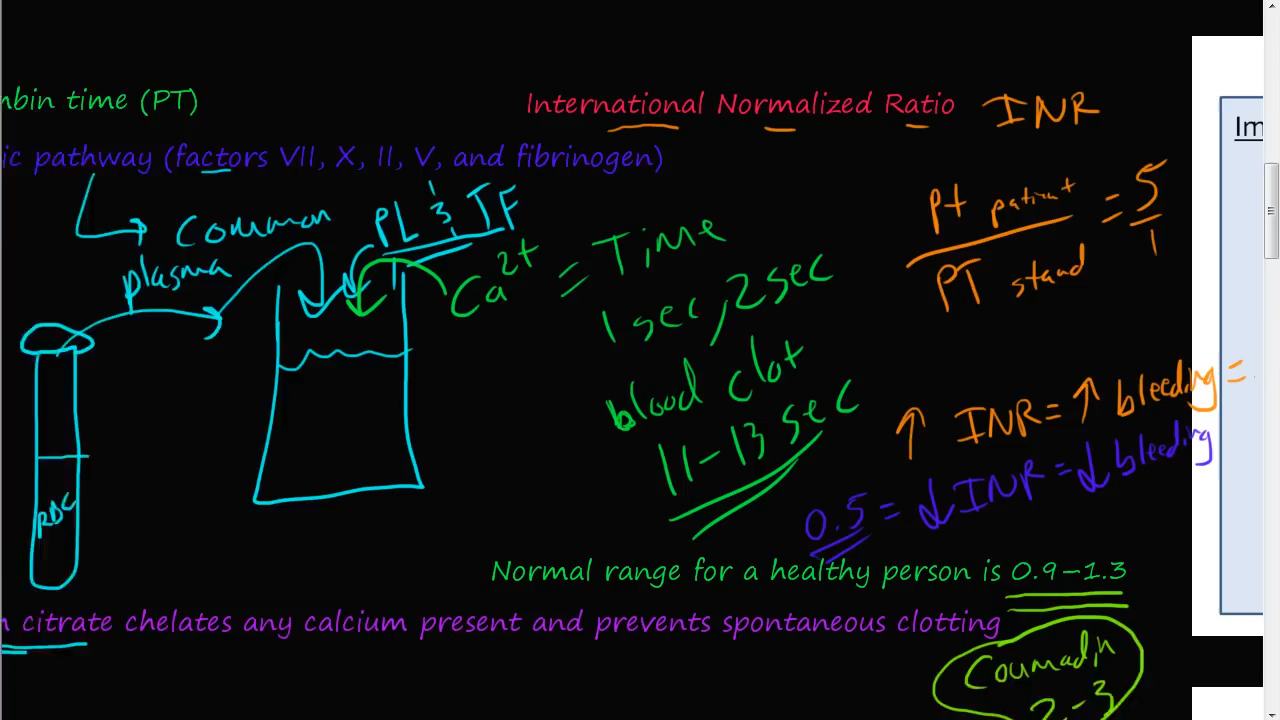 mbin time (PT)
International Normalized Ratio INR
Im
ic pathway (factors VII, X, II, V, and fibrinogen)
Common
PL & TF
plasma
Ca2+ = Time
1 sec, 2 sec
blood clot
11-13 sec
RBC
Pt patient = 5
PT stand 1
↑ INR = ↑ bleeding =
0.5 = ↓ INR = ↓ bleeding
Normal range for a healthy person is 0.9–1.3
n citrate chelates any calcium present and prevents spontaneous clotting
Coumadin
2-3